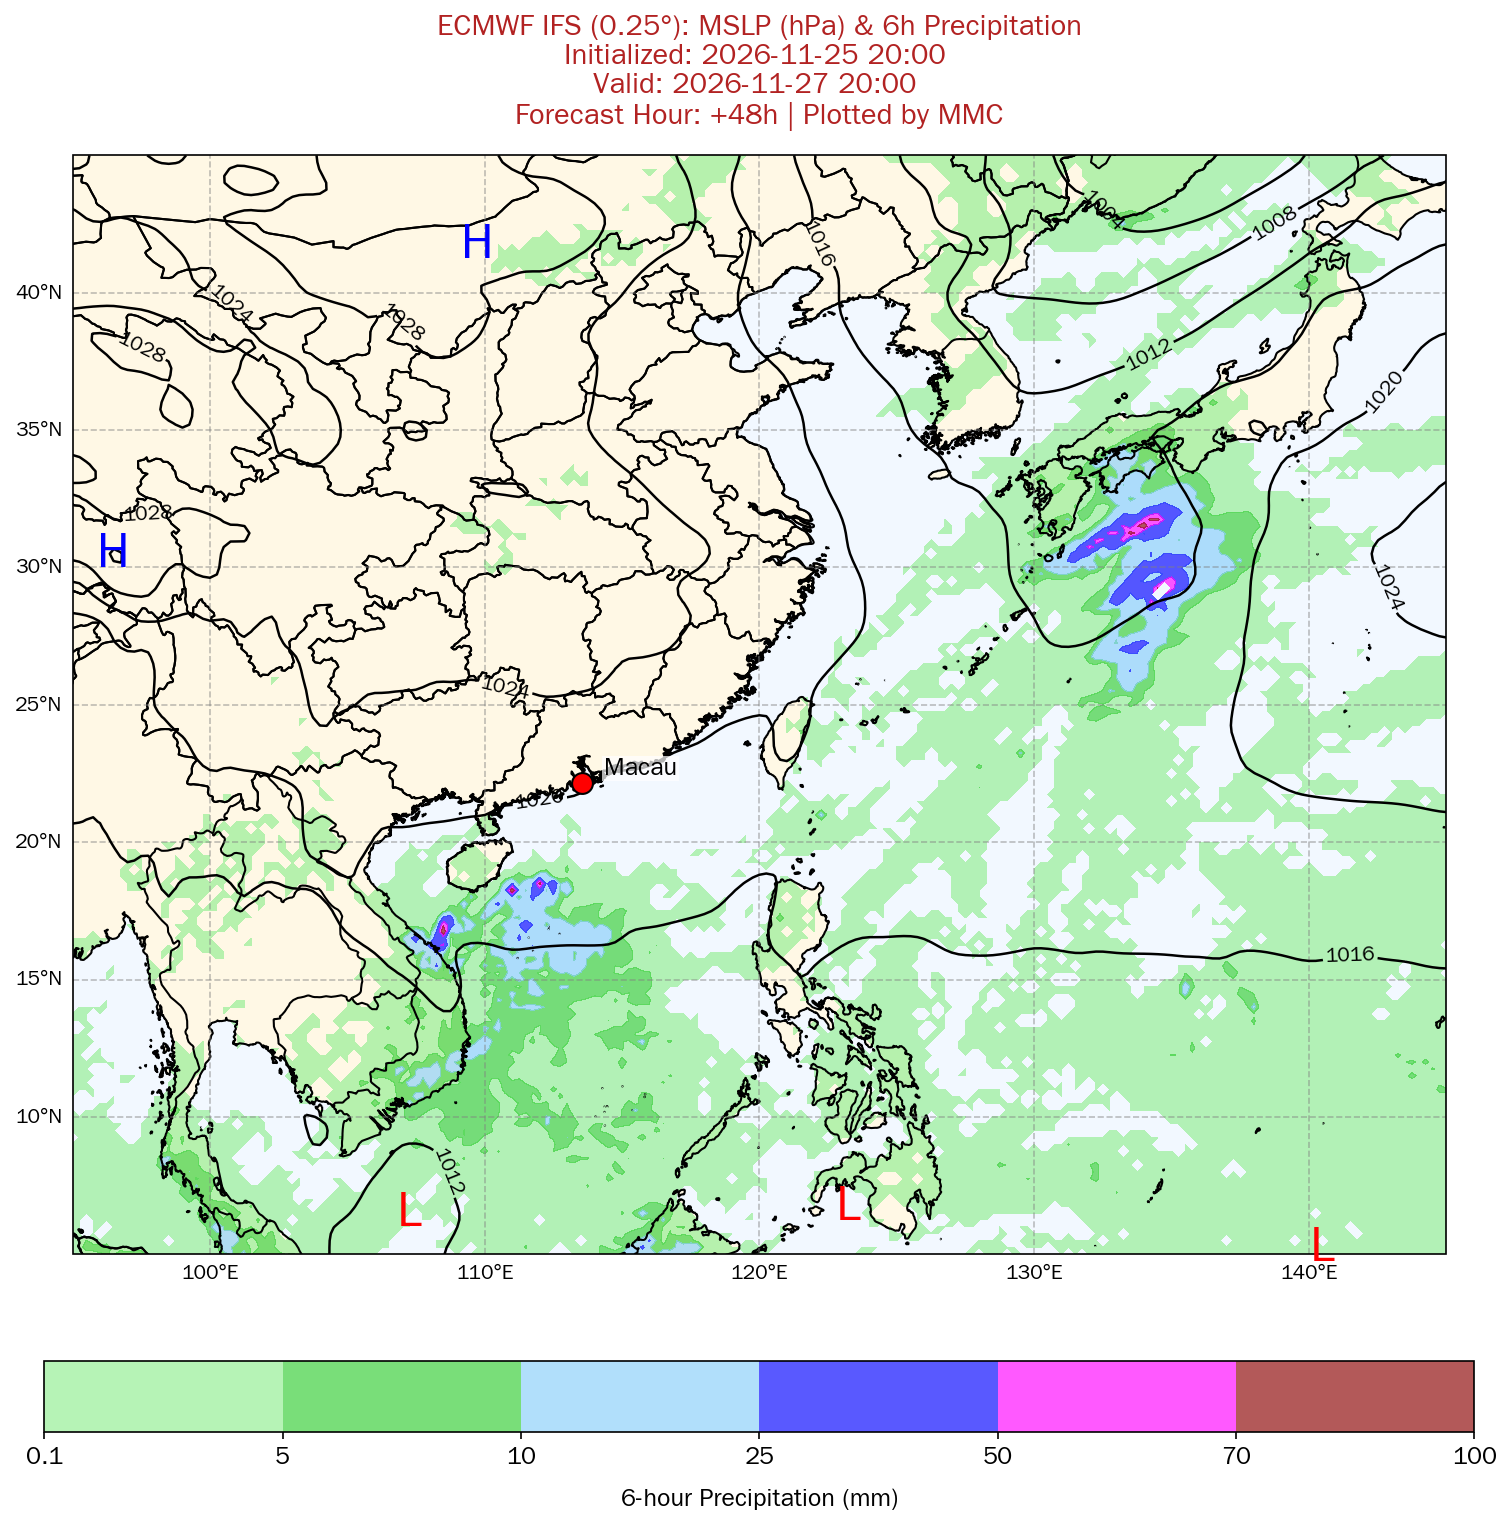 ECMWF IFS (0.25°): MSLP (hPa) & 6h Precipitation
Initialized: 2026-11-25 20:00
Valid: 2026-11-27 20:00
Forecast Hour: +48h | Plotted by MMC
1004
1008
1016
H
40°N
1024
1028
1028
1012
1020
35°N
1028
H
30°N
1024
1024
25°N
Macau
1020
20°N
1016
15°N
10°N
1012
L
L
L
100°E 110°E 120°E 130°E 140°E
0.1 5 10 25 50 70 100
6-hour Precipitation (mm)